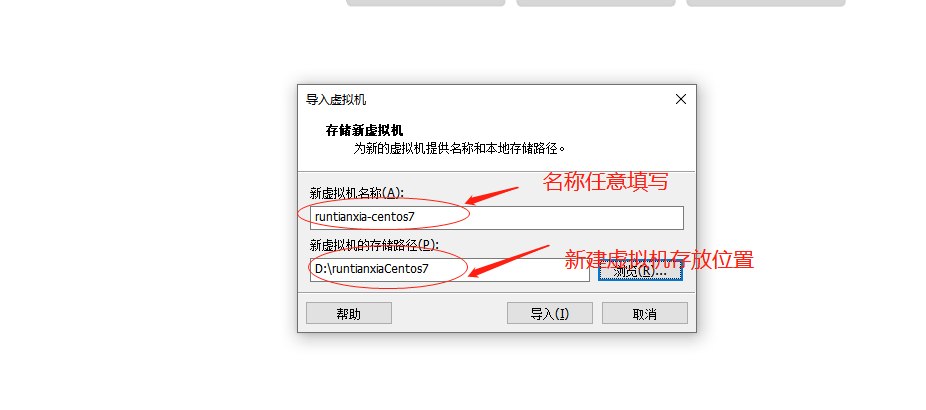 导入虚拟机
存储新虚拟机
为新的虚拟机提供名称和本地存储路径。
名称任意填写
新虚拟机名称(A):
runtianxia-centos7
新虚拟机的存储路径(P):
新建虚拟机存放位置
D:\runtianxiaCentos7
浏览(R)...
帮助
导入(I)
取消